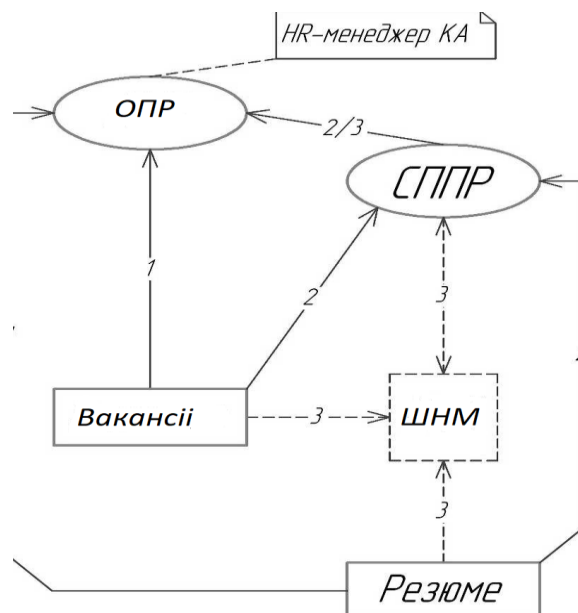 HR-менеджер КА
ОПР
2/3
СППР
1
2
3
Вакансії
3
ШНМ
3
Резюме